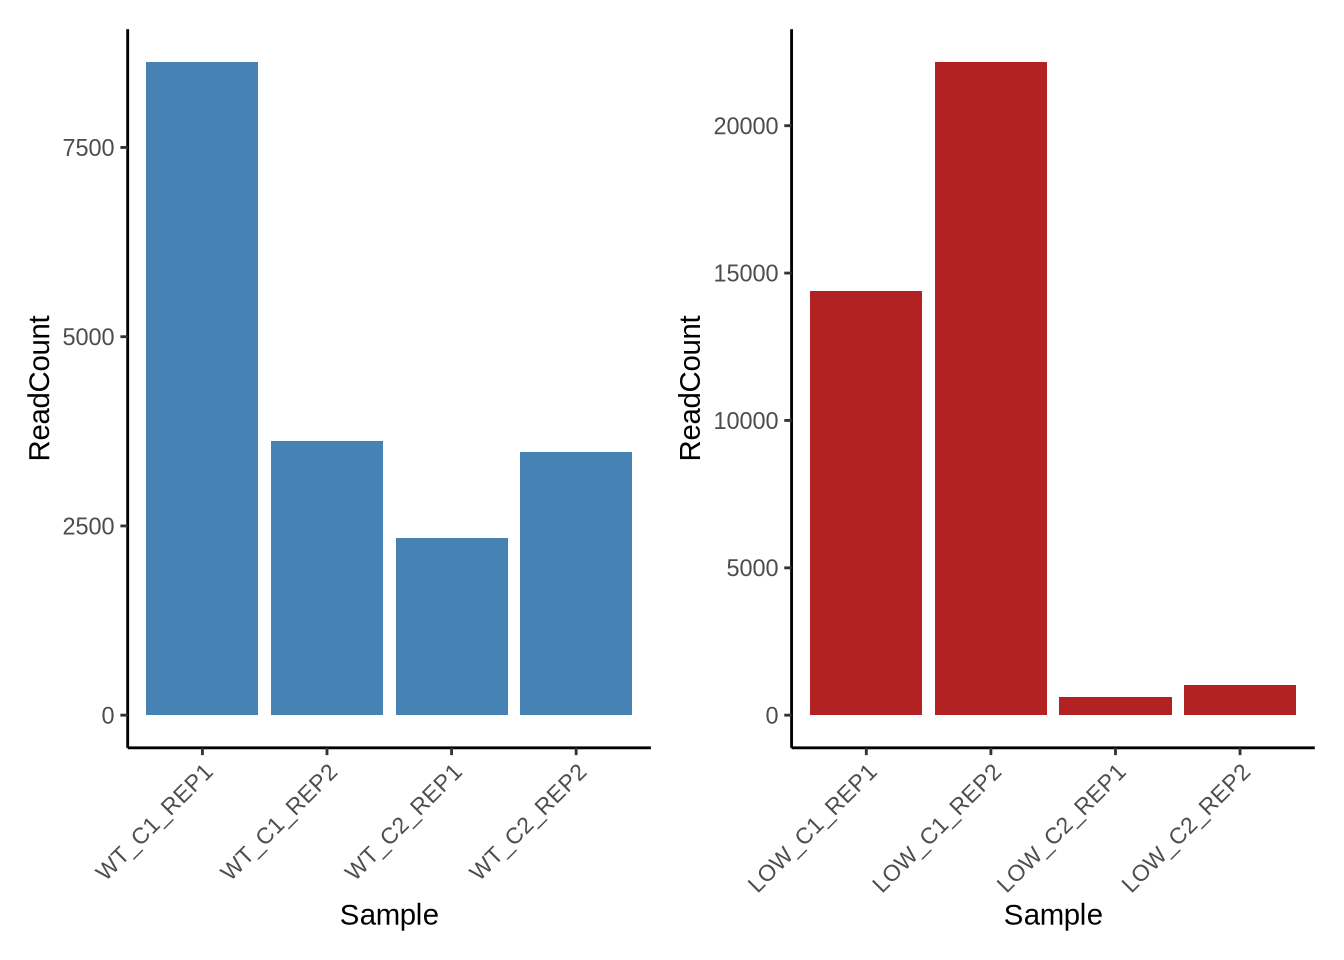 ReadCount
7500
5000
2500
0
WT_C1_REP1
WT_C1_REP2
WT_C2_REP1
WT_C2_REP2
Sample
ReadCount
20000
15000
10000
5000
0
LOW_C1_REP1
LOW_C1_REP2
LOW_C2_REP1
LOW_C2_REP2
Sample